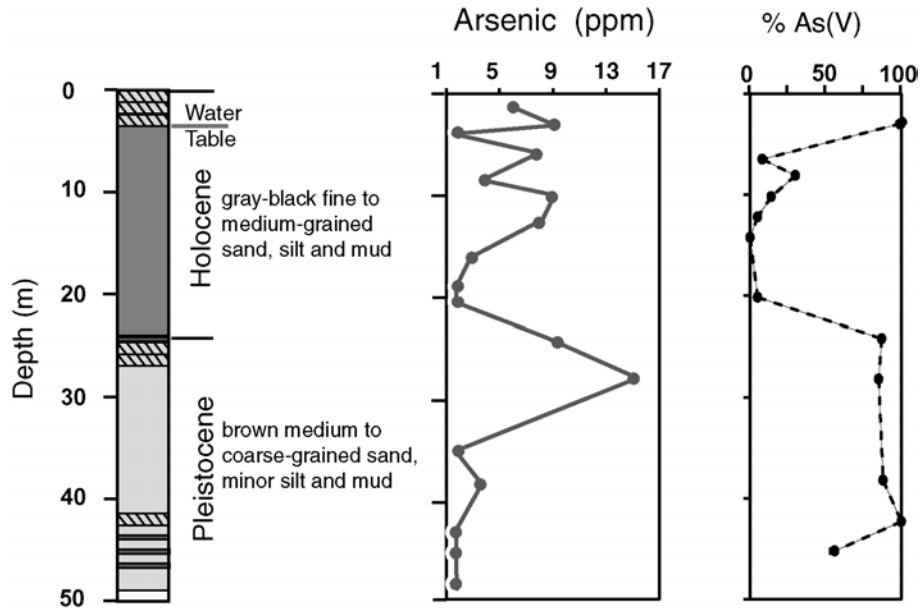 Arsenic (ppm)
% As(V)
1 5 9 13 17
0 50 100
0
10
20
30
40
50
Depth (m)
Water
Table
Holocene
gray-black fine to
medium-grained
sand, silt and mud
Pleistocene
brown medium to
coarse-grained sand,
minor silt and mud